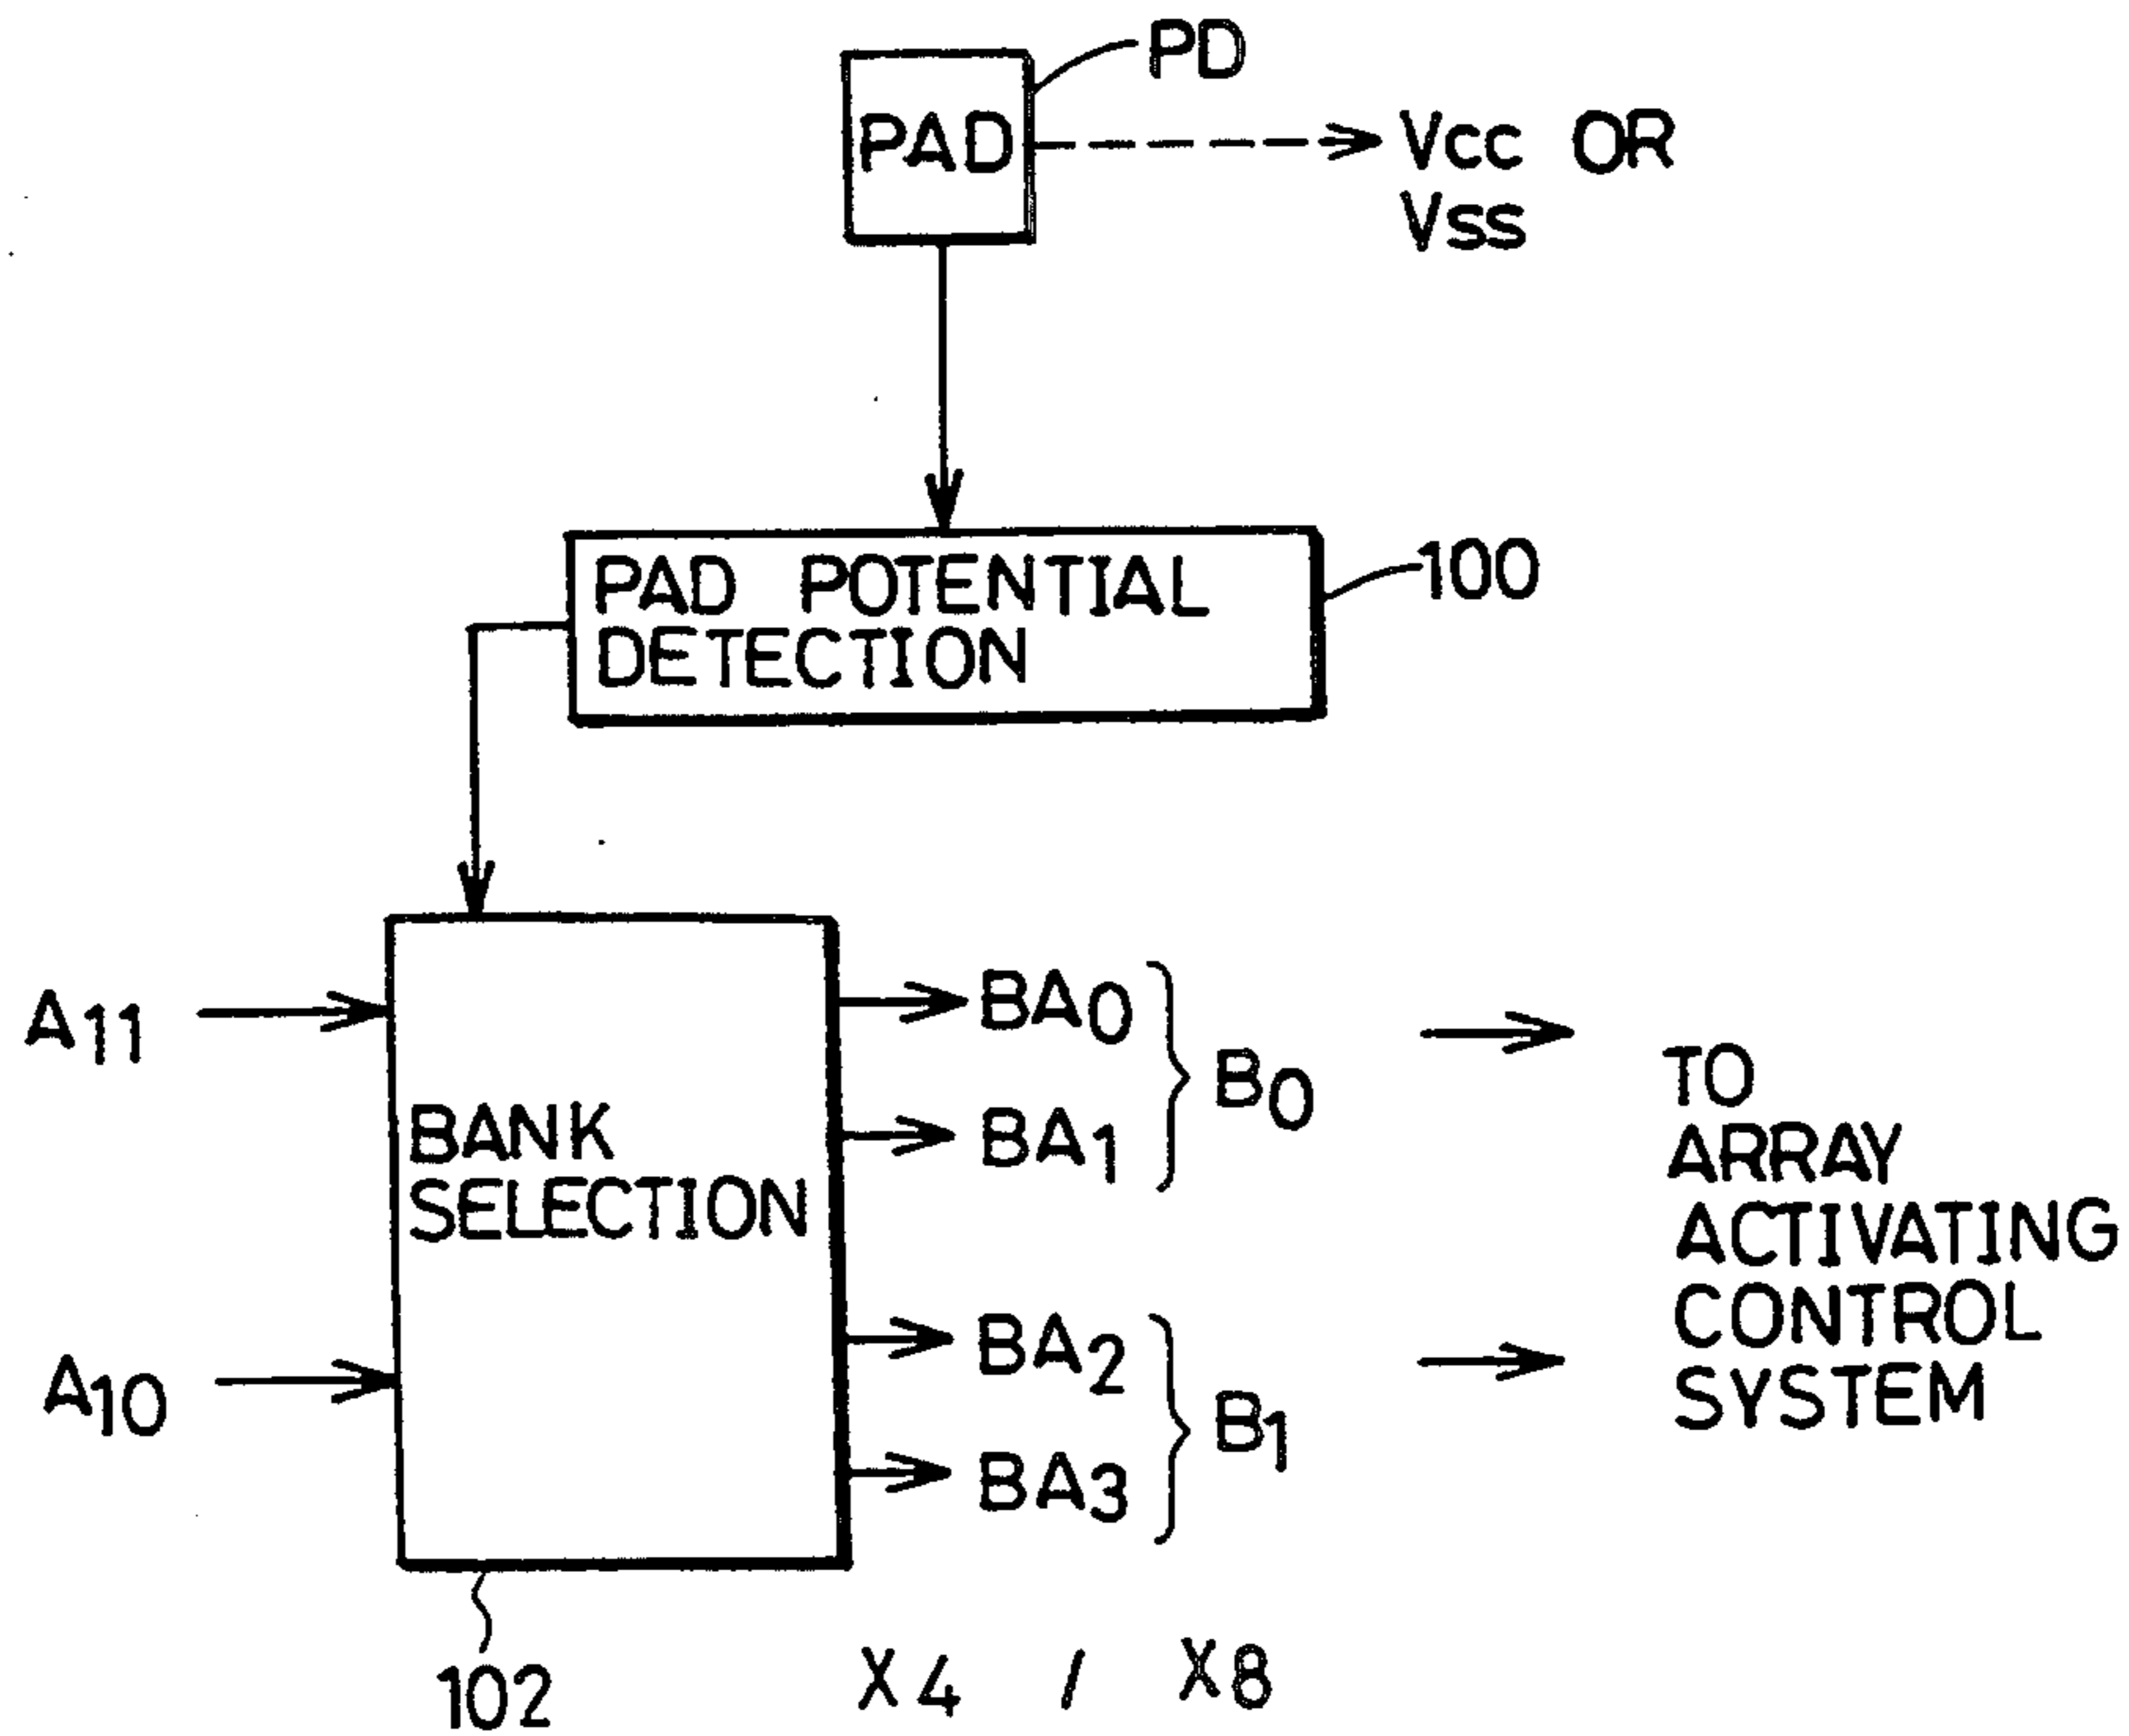 PD
PAD
Vcc OR
Vss
PAD POTENTIAL
DETECTION
100
A11
A10
BANK
SELECTION
BA0
BA1
B0
BA2
BA3
B1
TO
ARRAY
ACTIVATING
CONTROL
SYSTEM
102
X4 / X8